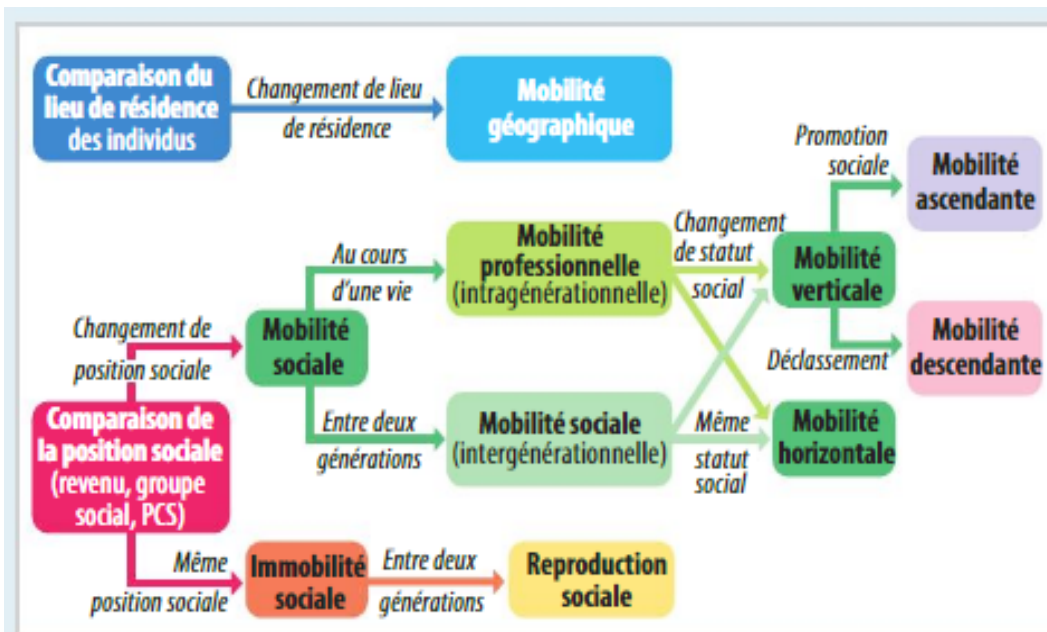 Comparaison du
lieu de résidence
des individus
Changement de lieu
de résidence
Mobilité
géographique
Promotion
sociale
Mobilité
ascendante
Au cours
d'une vie
Mobilité
professionnelle
(intragénérationnelle)
Changement
de statut
social
Mobilité
verticale
Changement de
position sociale
Mobilité
sociale
Déclassement
Mobilité
descendante
Comparaison de
la position sociale
(revenu, groupe
social, PCS)
Entre deux
générations
Mobilité sociale
(intergénérationnelle)
Même
statut
social
Mobilité
horizontale
Même
position sociale
Immobilité
sociale
Entre deux
générations
Reproduction
sociale